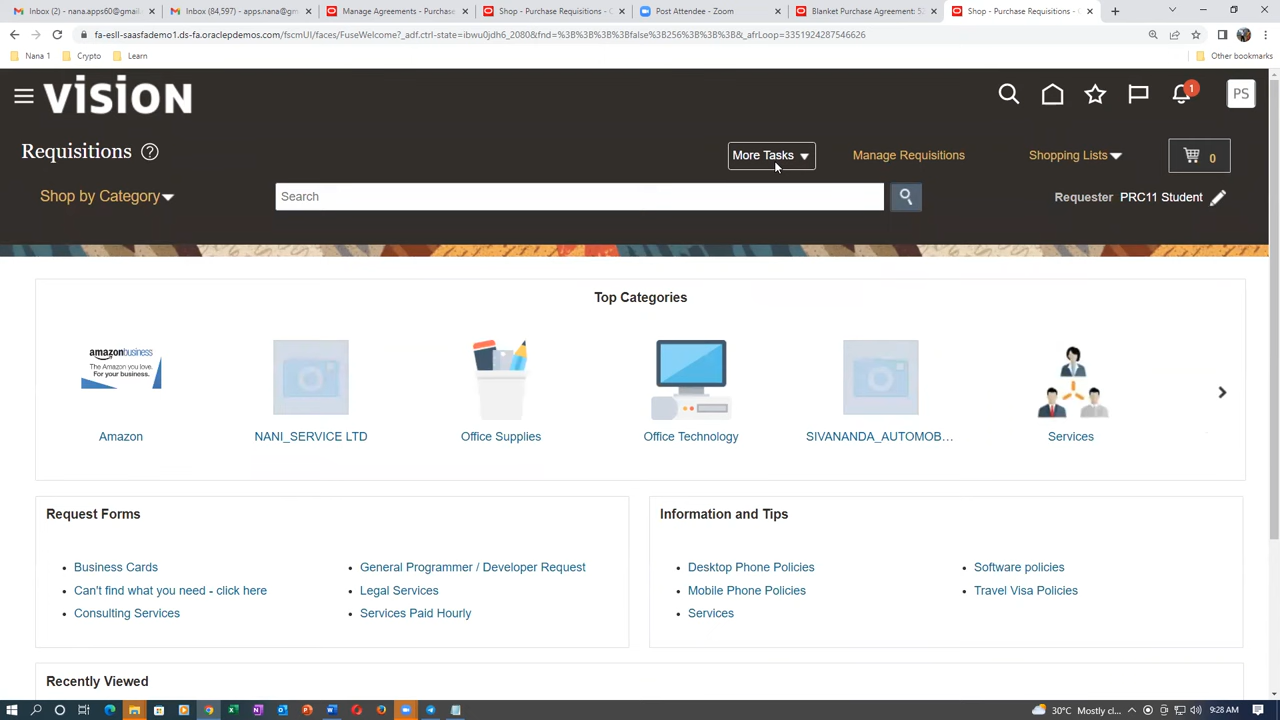 Inbox (2) - nana.apps60@gmail.
Inbox (84,597) - apps.nana@gm
Manage Agreements - Purchase
Shop - Purchase Requisitions - C
Post Attendee - Zoom
Blanket Purchase Agreement: 52
Shop - Purchase Requisitions -
fa-esll-saasfademo1.ds-fa.oraclepdemos.com/fscmUI/faces/FuseWelcome?_adf.ctrl-state=ibwu0jdh6_2080&fnd=%3B%3B%3B%3Bfalse%3B256%3B%3B%3B&_afrLoop=3351924287546626
Nana 1
Crypto
Learn
Other bookmarks
VISION
1
PS
Requisitions ?
More Tasks
Manage Requisitions
Shopping Lists
0
Shop by Category
Search
Requester PRC11 Student
Top Categories
amazonbusiness
The Amazon you love.
For your business.
Amazon
NANI_SERVICE LTD
Office Supplies
Office Technology
SIVANANDA_AUTOMOB…
Services
Request Forms
Business Cards
Can't find what you need - click here
Consulting Services
General Programmer / Developer Request
Legal Services
Services Paid Hourly
Information and Tips
Desktop Phone Policies
Mobile Phone Policies
Services
Software policies
Travel Visa Policies
Recently Viewed
30°C Mostly cl...
9:28 AM